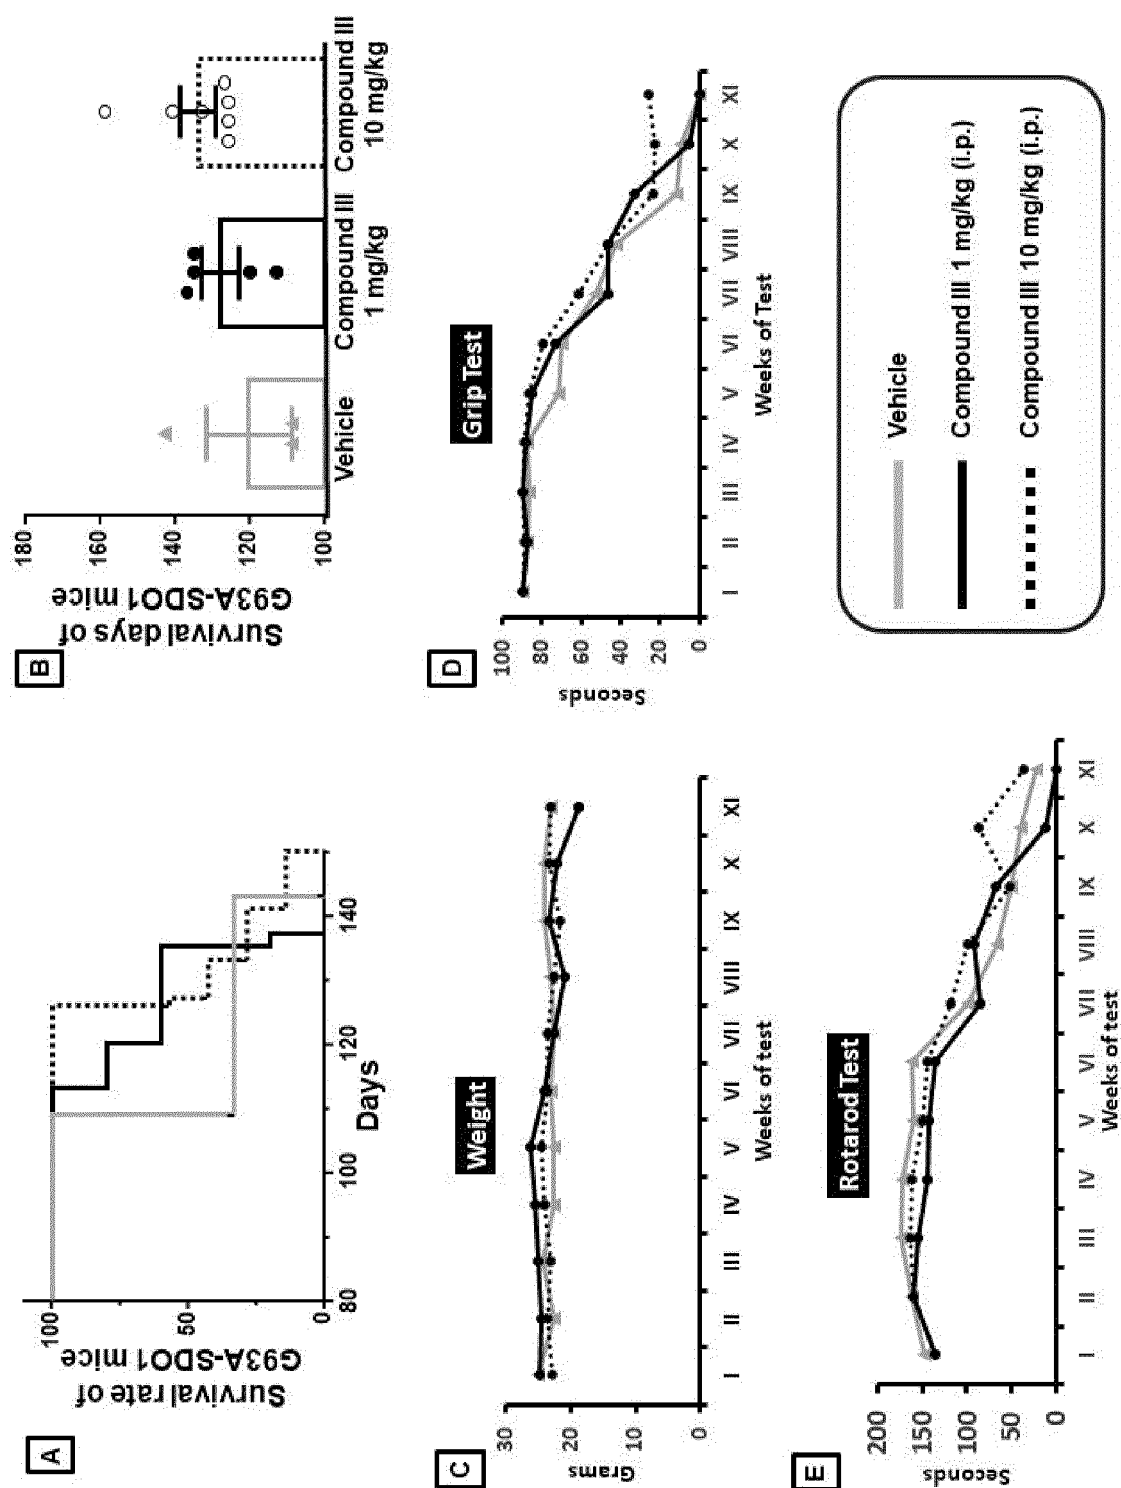 A
Survival rate of
G93A-SDO1 mice
100
50
0
80
100
120
140
Days
B
Survival days of
G93A-SDO1 mice
180
160
140
120
100
Vehicle
Compound III
1 mg/kg
Compound III
10 mg/kg
C
Weight
Grams
30
20
10
0
I II III IV V VI VII VIII IX X XI
Weeks of test
D
Grip Test
Seconds
100
80
60
40
20
0
I II III IV V VI VII VIII IX X XI
Weeks of Test
E
Rotarod Test
Seconds
200
150
100
50
0
I II III IV V VI VII VIII IX X XI
Weeks of test
Vehicle
Compound III 1 mg/kg (i.p.)
Compound III 10 mg/kg (i.p.)